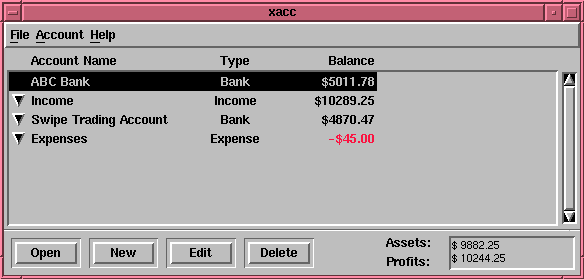 xacc
File Account Help
Account Name Type Balance
ABC Bank Bank $5011.78
Income Income $10289.25
Swipe Trading Account Bank $4870.47
Expenses Expense -$45.00
Open New Edit Delete
Assets: $ 9882.25
Profits: $ 10244.25